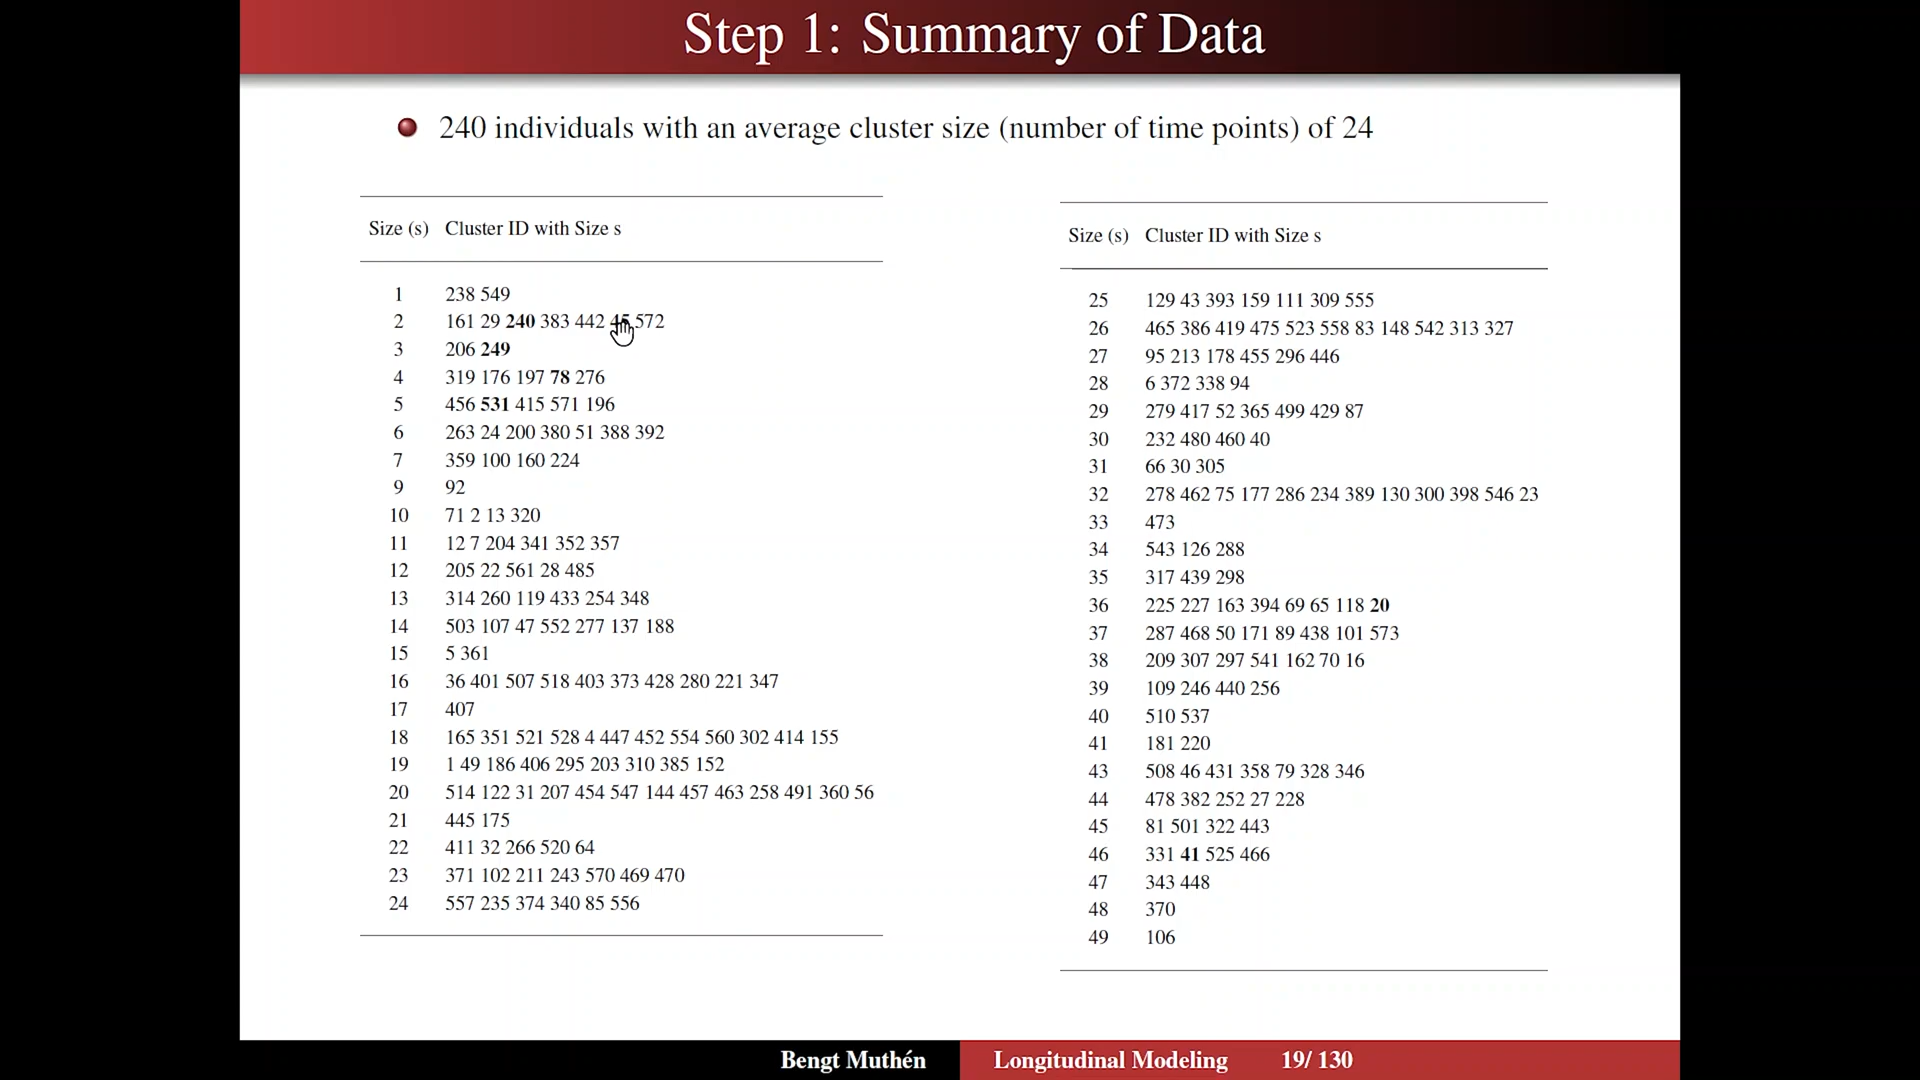 Step 1: Summary of Data
240 individuals with an average cluster size (number of time points) of 24
Size (s) Cluster ID with Size s
1 238 549
2 161 29 240 383 442 45 572
3 206 249
4 319 176 197 78 276
5 456 531 415 571 196
6 263 24 200 380 51 388 392
7 359 100 160 224
9 92
10 71 2 13 320
11 12 7 204 341 352 357
12 205 22 561 28 485
13 314 260 119 433 254 348
14 503 107 47 552 277 137 188
15 5 361
16 36 401 507 518 403 373 428 280 221 347
17 407
18 165 351 521 528 4 447 452 554 560 302 414 155
19 1 49 186 406 295 203 310 385 152
20 514 122 31 207 454 547 144 457 463 258 491 360 56
21 445 175
22 411 32 266 520 64
23 371 102 211 243 570 469 470
24 557 235 374 340 85 556
Size (s) Cluster ID with Size s
25 129 43 393 159 111 309 555
26 465 386 419 475 523 558 83 148 542 313 327
27 95 213 178 455 296 446
28 6 372 338 94
29 279 417 52 365 499 429 87
30 232 480 460 40
31 66 30 305
32 278 462 75 177 286 234 389 130 300 398 546 23
33 473
34 543 126 288
35 317 439 298
36 225 227 163 394 69 65 118 20
37 287 468 50 171 89 438 101 573
38 209 307 297 541 162 70 16
39 109 246 440 256
40 510 537
41 181 220
43 508 46 431 358 79 328 346
44 478 382 252 27 228
45 81 501 322 443
46 331 41 525 466
47 343 448
48 370
49 106
Bengt Muthén Longitudinal Modeling 19/ 130